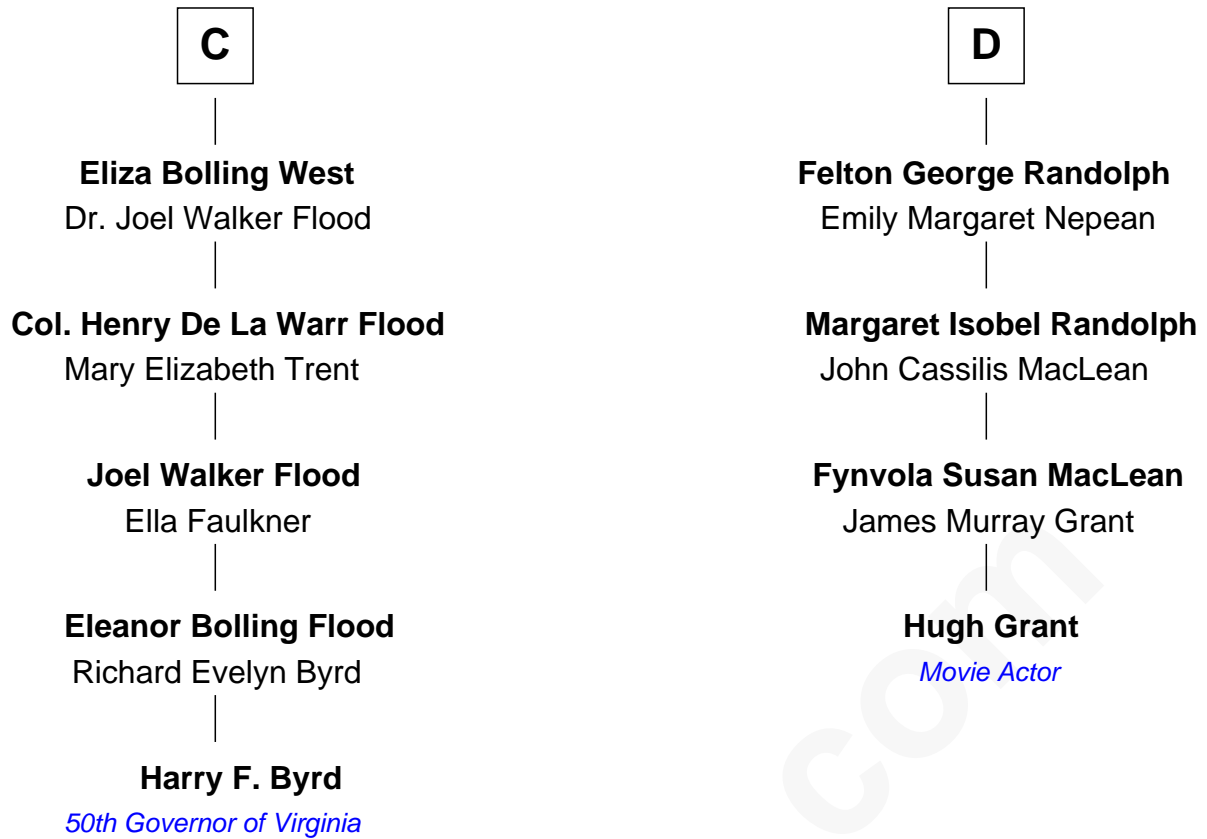 C
Eliza Bolling West
Dr. Joel Walker Flood
Col. Henry De La Warr Flood
Mary Elizabeth Trent
Joel Walker Flood
Ella Faulkner
Eleanor Bolling Flood
Richard Evelyn Byrd
Harry F. Byrd
50th Governor of Virginia
D
Felton George Randolph
Emily Margaret Nepean
Margaret Isobel Randolph
John Cassilis MacLean
Fynvola Susan MacLean
James Murray Grant
Hugh Grant
Movie Actor
com